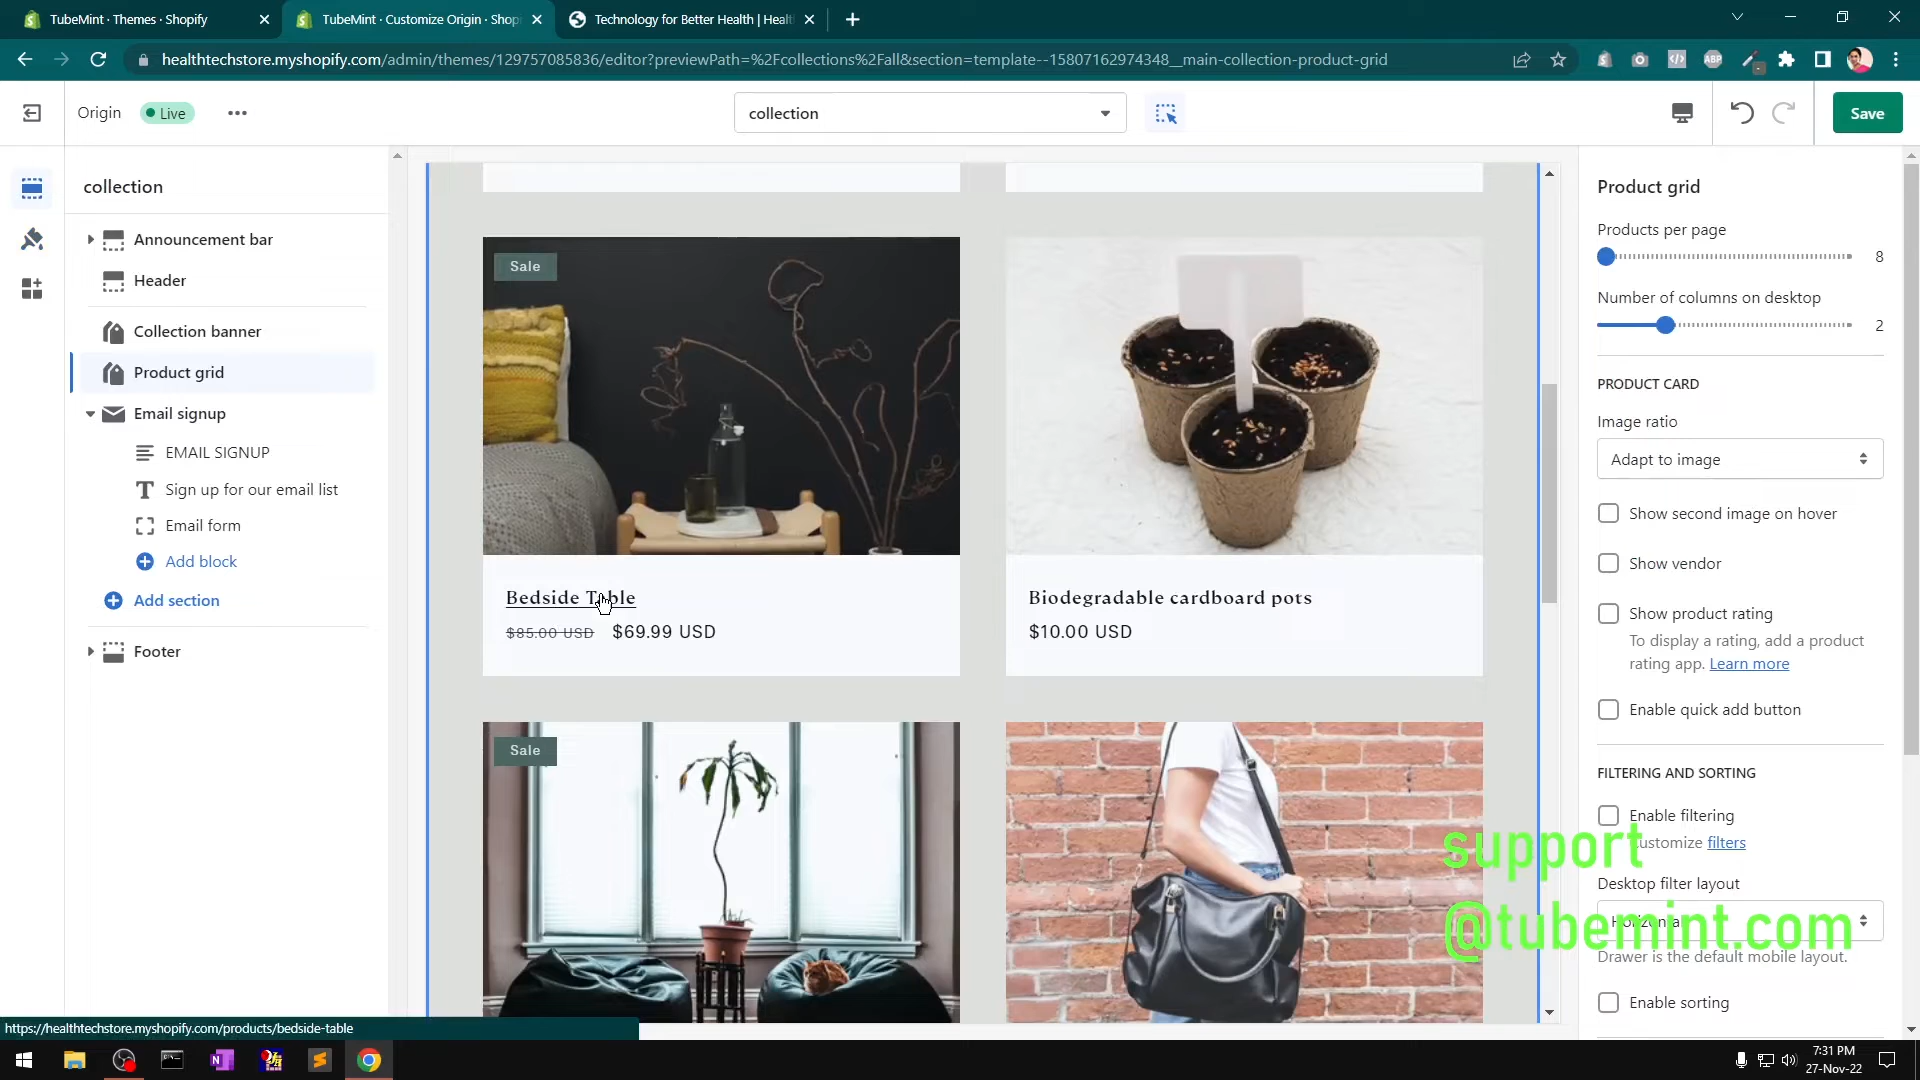 TubeMint · Themes · Shopify
TubeMint · Customize Origin · Shop
Technology for Better Health | Heal
healthtechstore.myshopify.com/admin/themes/129757085836/editor?previewPath=%2Fcollections%2Fall&section=template--15807162974348__main-collection-product-grid
ABP
Origin
Live
collection
Save
collection
Announcement bar
Header
Collection banner
Product grid
Email signup
EMAIL SIGNUP
Sign up for our email list
Email form
Add block
Add section
Footer
Sale
Bedside Table
$85.00 USD $69.99 USD
Biodegradable cardboard pots
$10.00 USD
Sale
Product grid
Products per page
8
Number of columns on desktop
2
PRODUCT CARD
Image ratio
Adapt to image
Show second image on hover
Show vendor
Show product rating
To display a rating, add a product
rating app. Learn more
Enable quick add button
FILTERING AND SORTING
Enable filtering
Customize filters
Desktop filter layout
Horizontal
Drawer is the default mobile layout.
Enable sorting
support
@tubemint.com
https://healthtechstore.myshopify.com/products/bedside-table
7:31 PM
27-Nov-22